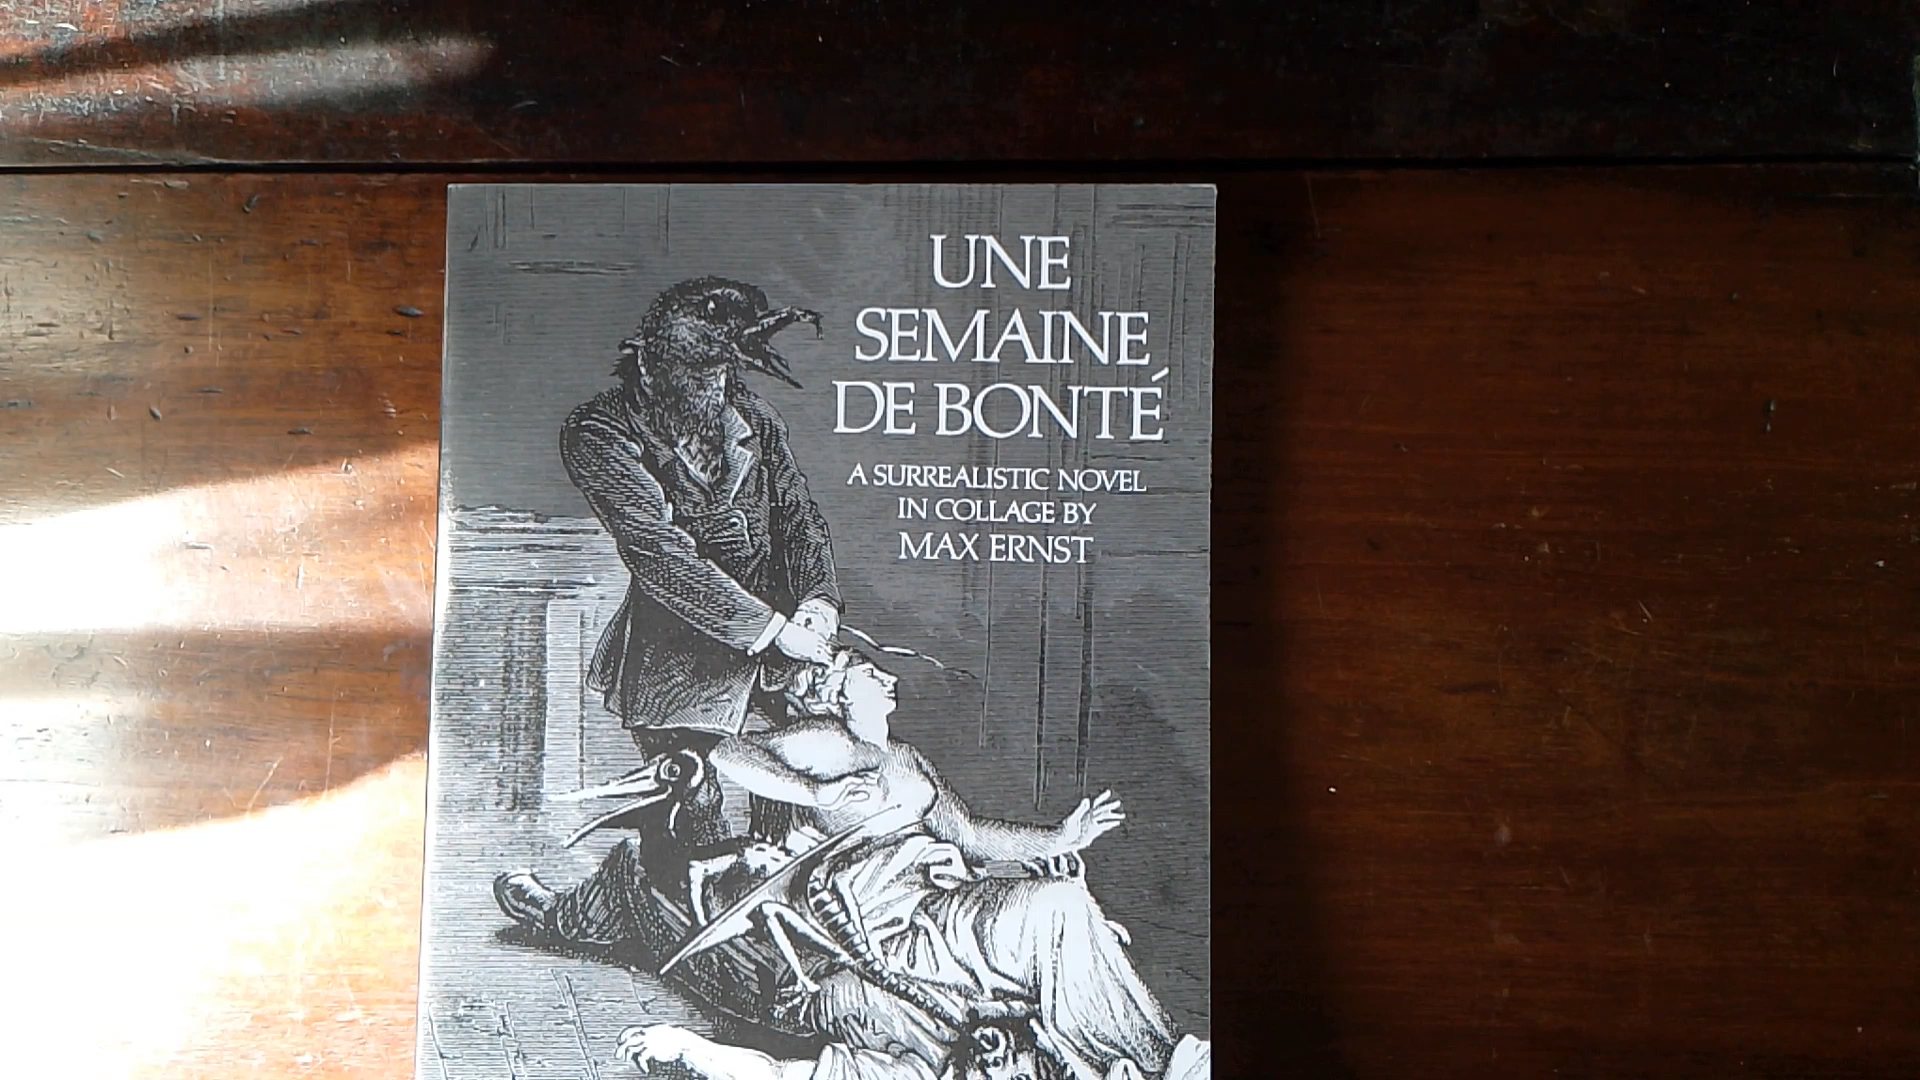 UNE
SEMAINE
DE BONTÉ
A SURREALISTIC NOVEL
IN COLLAGE BY
MAX ERNST